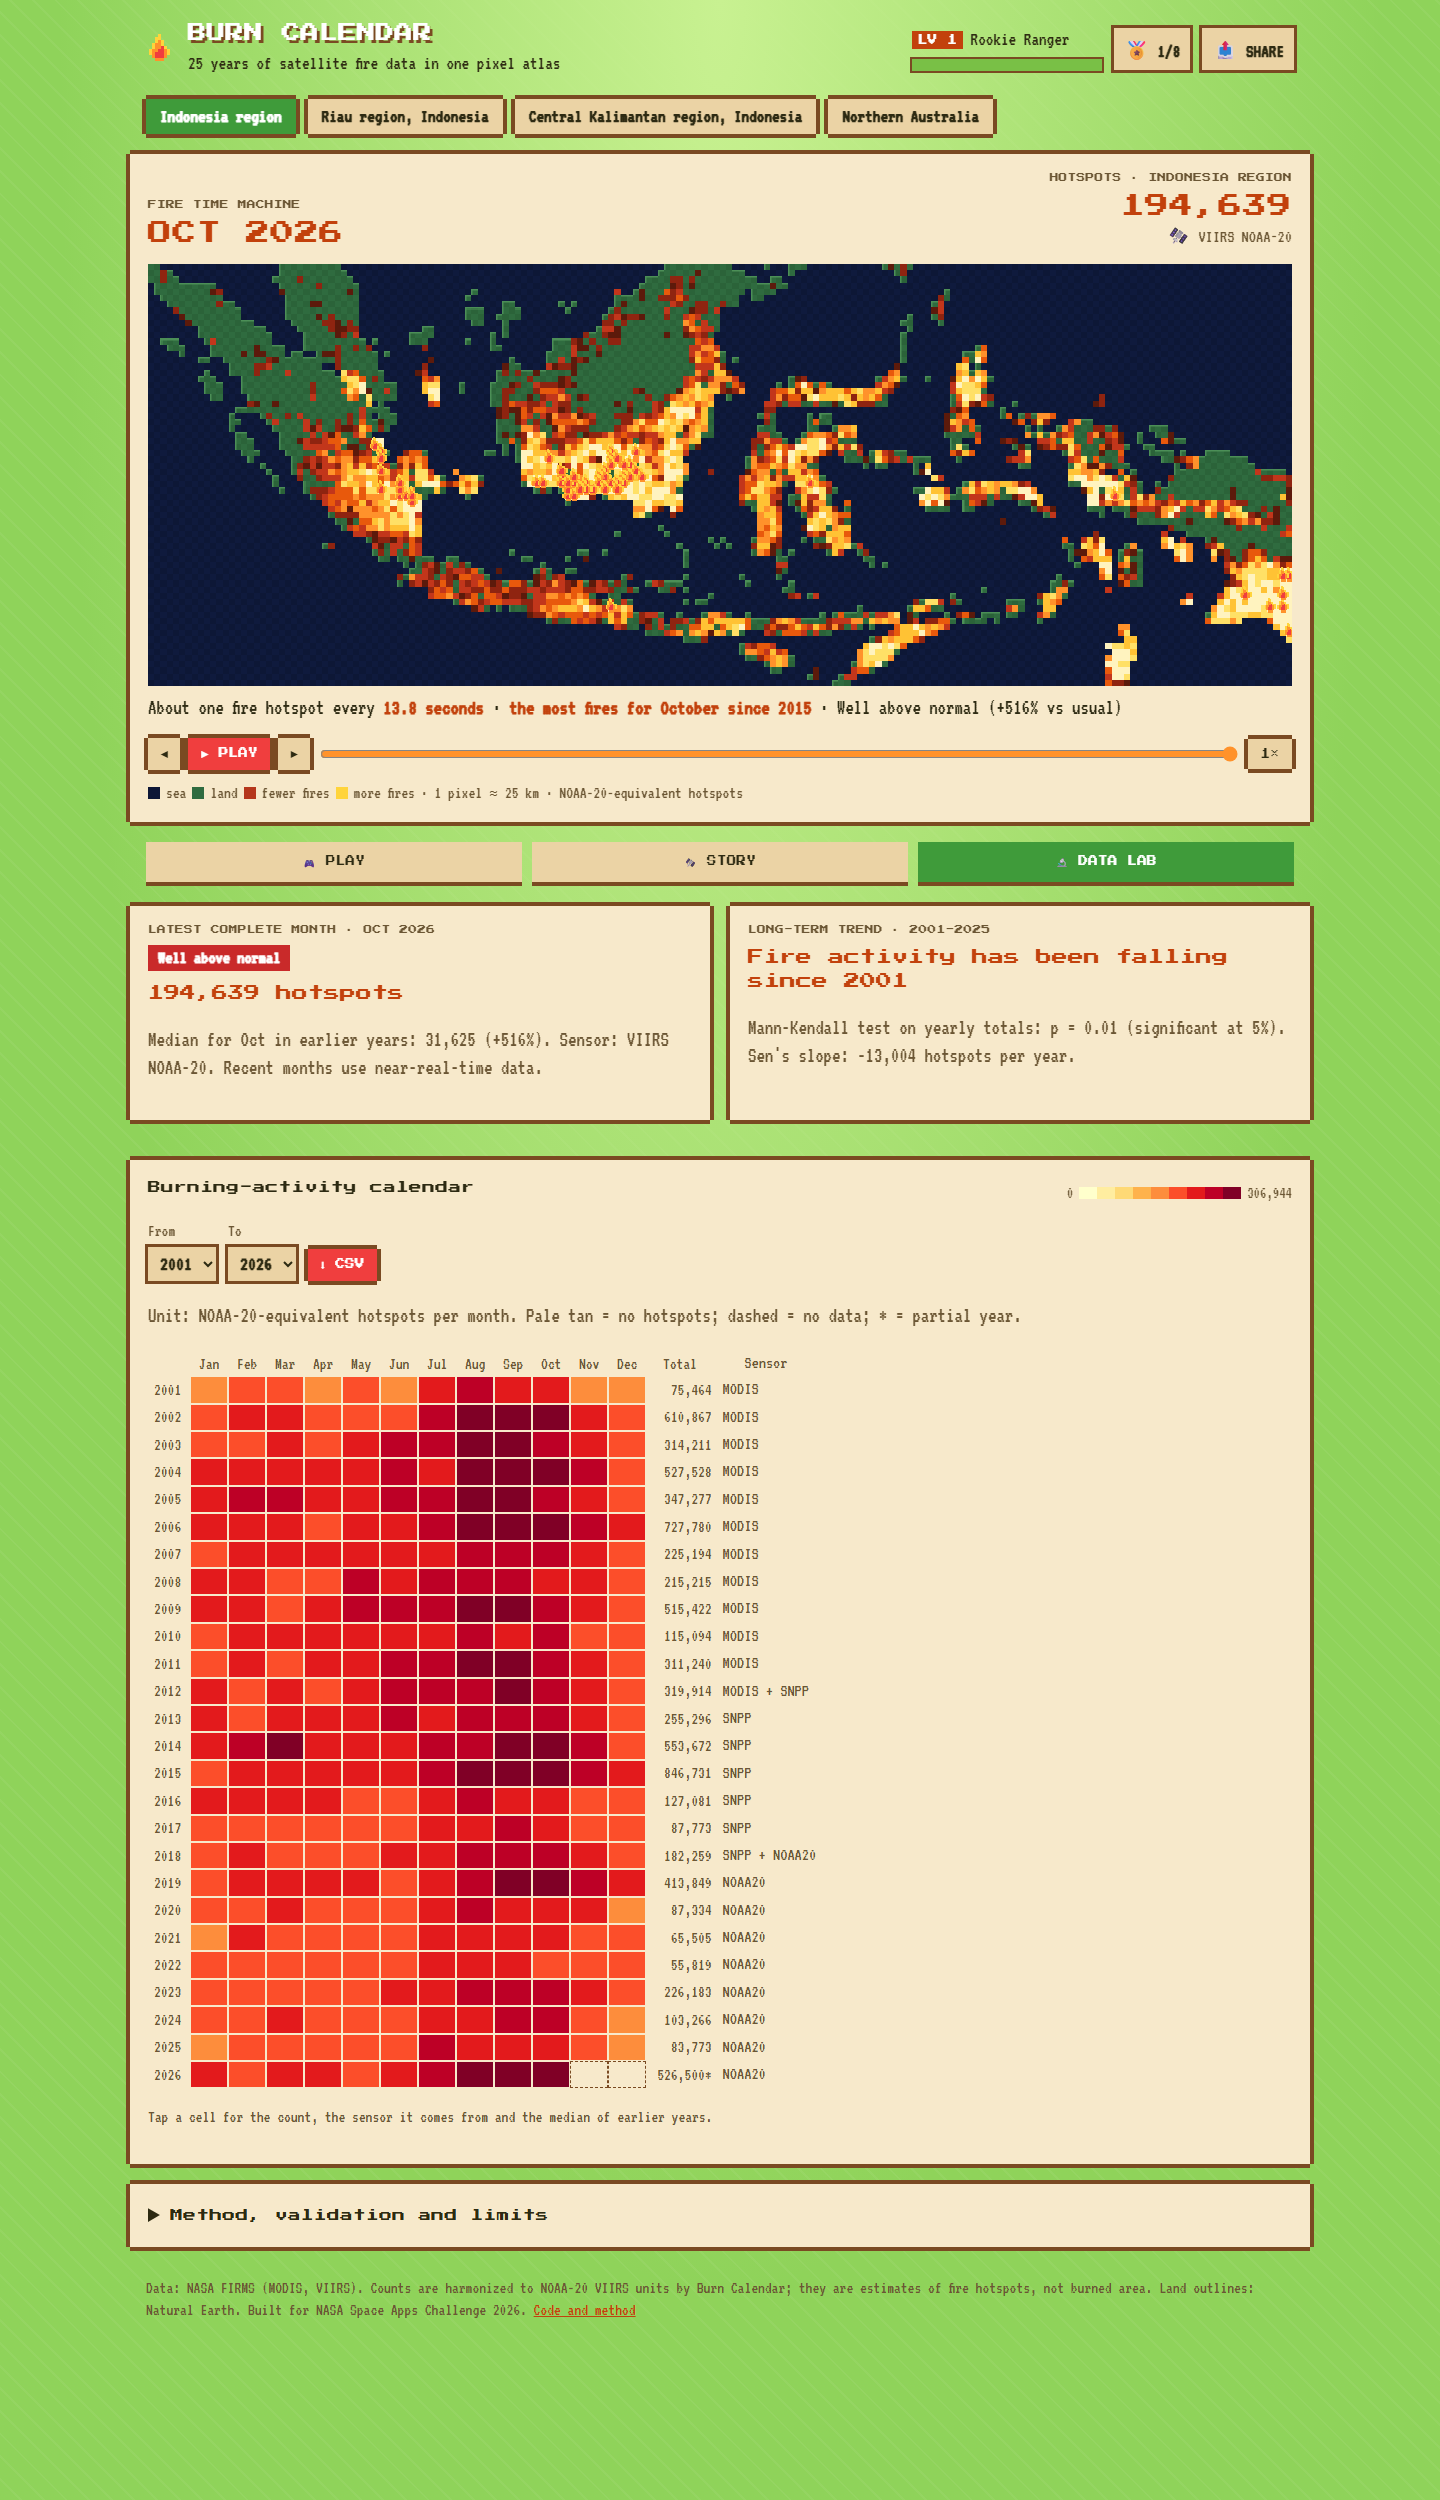 BURN CALENDAR
25 years of satellite fire data in one pixel atlas
LV 1 Rookie Ranger
1/8
SHARE
Indonesia region
Riau region, Indonesia
Central Kalimantan region, Indonesia
Northern Australia
FIRE TIME MACHINE
OCT 2026
HOTSPOTS · INDONESIA REGION
194,639
VIIRS NOAA-20
About one fire hotspot every 13.8 seconds · the most fires for October since 2015 · Well above normal (+516% vs usual)
◄
► PLAY
►
1×
sea land fewer fires more fires · 1 pixel ≈ 25 km · NOAA-20-equivalent hotspots
PLAY
STORY
DATA LAB
LATEST COMPLETE MONTH · OCT 2026
Well above normal
194,639 hotspots
Median for Oct in earlier years: 31,625 (+516%). Sensor: VIIRS
NOAA-20. Recent months use near-real-time data.
LONG-TERM TREND · 2001-2025
Fire activity has been falling
since 2001
Mann-Kendall test on yearly totals: p = 0.01 (significant at 5%).
Sen's slope: -13,004 hotspots per year.
Burning-activity calendar
0 306,944
From To
2001 2026 ↓ CSV
Unit: NOAA-20-equivalent hotspots per month. Pale tan = no hotspots; dashed = no data; * = partial year.
Jan Feb Mar Apr May Jun Jul Aug Sep Oct Nov Dec Total Sensor
2001 75,464 MODIS
2002 610,867 MODIS
2003 314,211 MODIS
2004 527,528 MODIS
2005 347,277 MODIS
2006 727,780 MODIS
2007 225,194 MODIS
2008 215,215 MODIS
2009 515,422 MODIS
2010 115,094 MODIS
2011 311,240 MODIS
2012 319,914 MODIS + SNPP
2013 255,296 SNPP
2014 553,672 SNPP
2015 846,731 SNPP
2016 127,081 SNPP
2017 87,773 SNPP
2018 182,259 SNPP + NOAA20
2019 413,849 NOAA20
2020 87,334 NOAA20
2021 65,505 NOAA20
2022 55,819 NOAA20
2023 226,183 NOAA20
2024 103,266 NOAA20
2025 83,773 NOAA20
2026 526,500* NOAA20
Tap a cell for the count, the sensor it comes from and the median of earlier years.
► Method, validation and limits
Data: NASA FIRMS (MODIS, VIIRS). Counts are harmonized to NOAA-20 VIIRS units by Burn Calendar; they are estimates of fire hotspots, not burned area. Land outlines:
Natural Earth. Built for NASA Space Apps Challenge 2026. Code and method